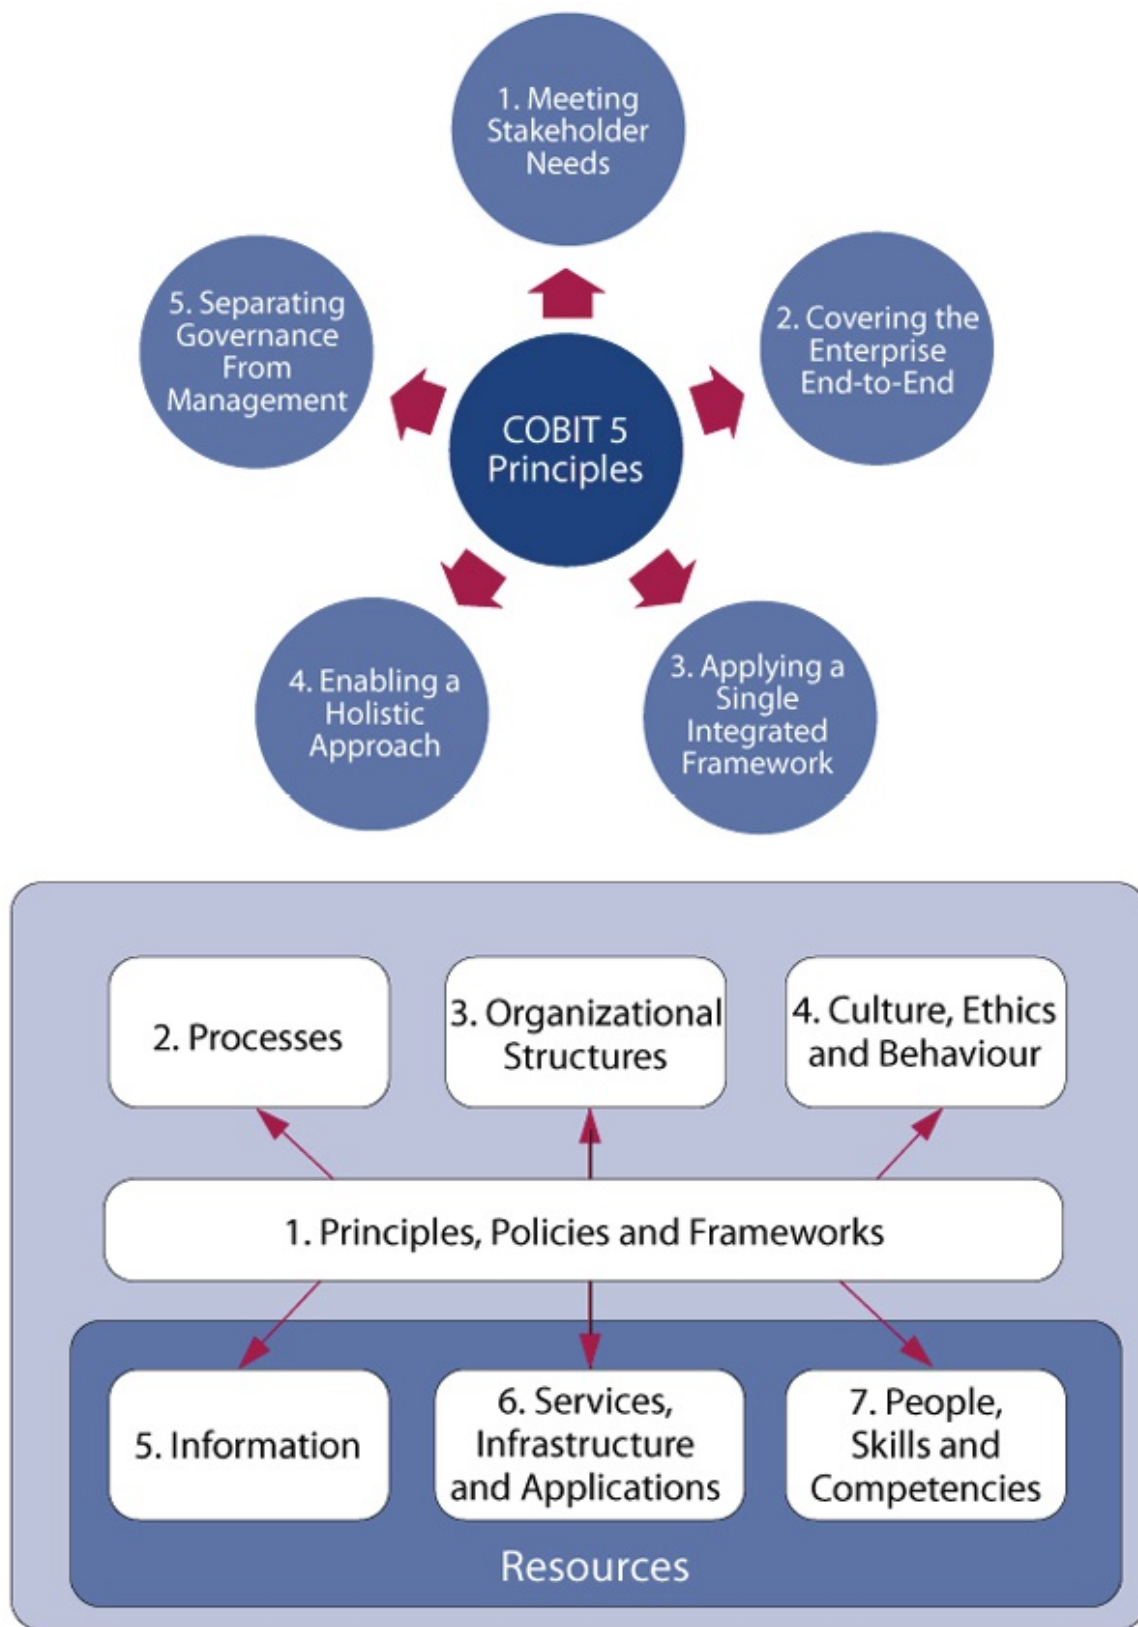 1. Meeting
Stakeholder
Needs
5. Separating
Governance
From
Management
2. Covering the
Enterprise
End-to-End
COBIT 5
Principles
4. Enabling a
Holistic
Approach
3. Applying a
Single
Integrated
Framework
2. Processes
3. Organizational
Structures
4. Culture, Ethics
and Behaviour
1. Principles, Policies and Frameworks
5. Information
6. Services,
Infrastructure
and Applications
7. People,
Skills and
Competencies
Resources